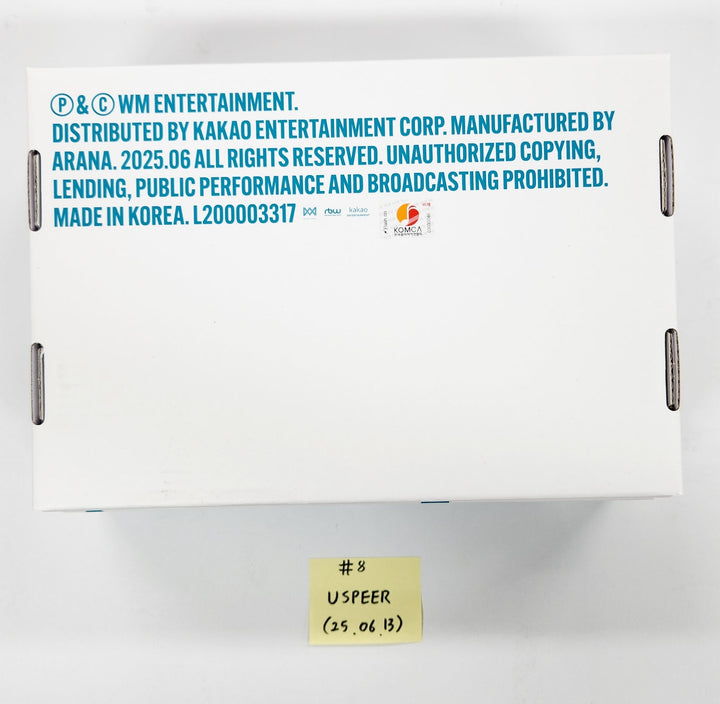 Ⓟ & Ⓒ WM ENTERTAINMENT.
DISTRIBUTED BY KAKAO ENTERTAINMENT CORP. MANUFACTURED BY
ARANA. 2025.06 ALL RIGHTS RESERVED. UNAUTHORIZED COPYING,
LENDING, PUBLIC PERFORMANCE AND BROADCASTING PROHIBITED.
MADE IN KOREA. L200003317 rbw kakao
KOMCA
#8
USPEER
(25.06.13)